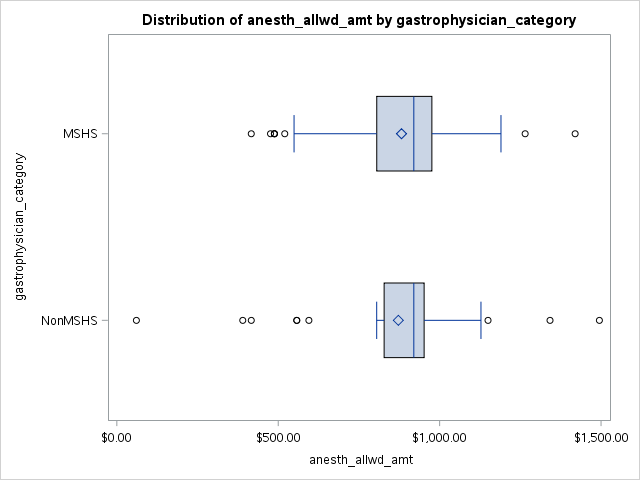 Distribution of anesth_allwd_amt by gastrophysician_category
gastrophysician_category
MSHS
NonMSHS
$0.00
$500.00
$1,000.00
$1,500.00
anesth_allwd_amt